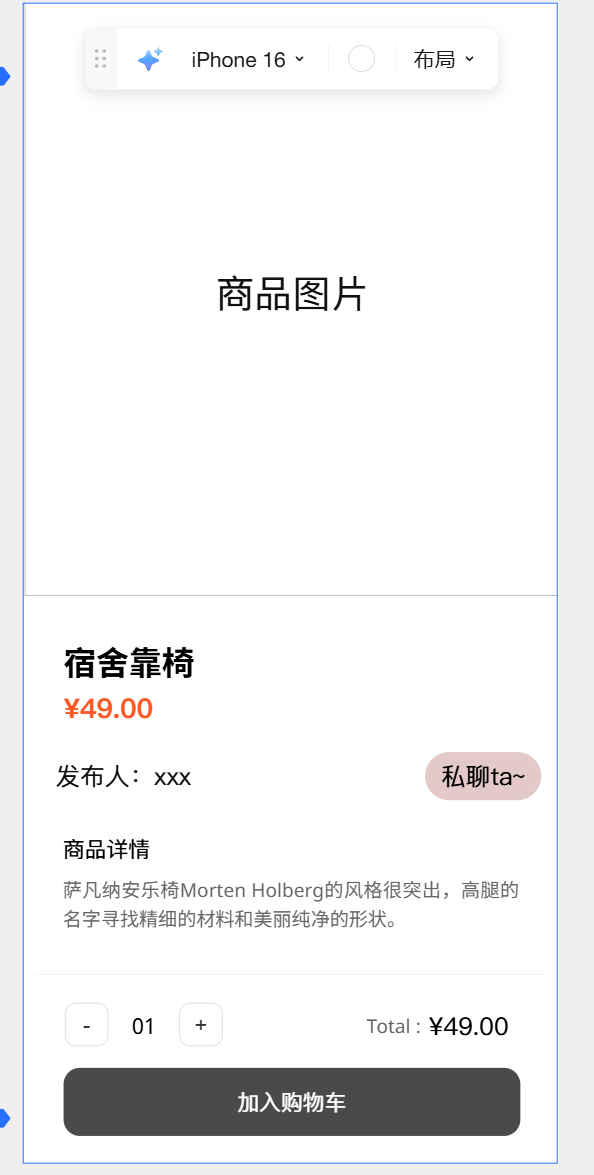 iPhone 16 布局
商品图片
宿舍靠椅
¥49.00
发布人：xxx 私聊ta~
商品详情
萨凡纳安乐椅Morten Holberg的风格很突出，高腿的
名字寻找精细的材料和美丽纯净的形状。
- 01 + Total : ¥49.00
加入购物车